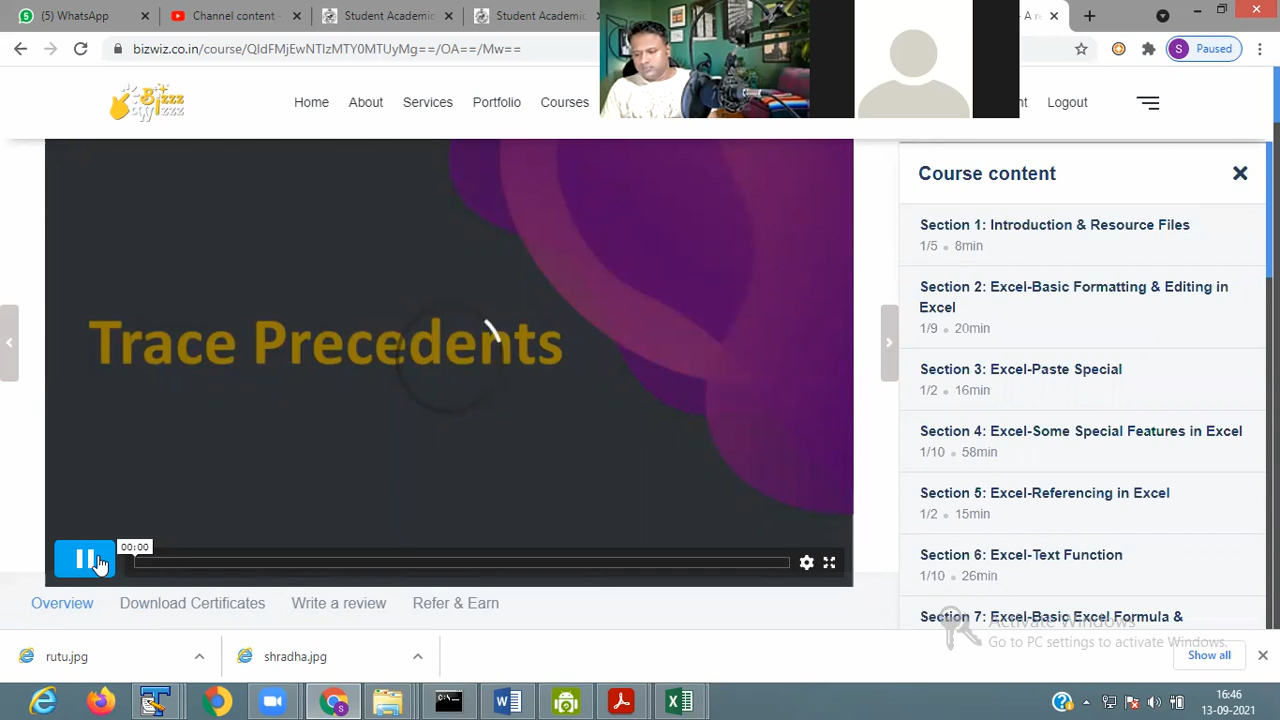 (5) WhatsApp
Channel content
Student Academic
Student Academic
- A r
bizwiz.co.in/course/QldFMjEwNTIzMTY0MTUyMg==/OA==/Mw==
S
Paused
Bizzz
Wizzz
Home
About
Services
Portfolio
Courses
nt
Logout
Trace Precedents
00:00
Course content
Section 1: Introduction & Resource Files
1/5 • 8min
Section 2: Excel-Basic Formatting & Editing in
Excel
1/9 • 20min
Section 3: Excel-Paste Special
1/2 • 16min
Section 4: Excel-Some Special Features in Excel
1/10 • 58min
Section 5: Excel-Referencing in Excel
1/2 • 15min
Section 6: Excel-Text Function
1/10 • 26min
Section 7: Excel-Basic Excel Formula &
Overview
Download Certificates
Write a review
Refer & Earn
Activate Windows
Go to PC settings to activate Windows.
rutu.jpg
shradha.jpg
Show all
16:46
13-09-2021